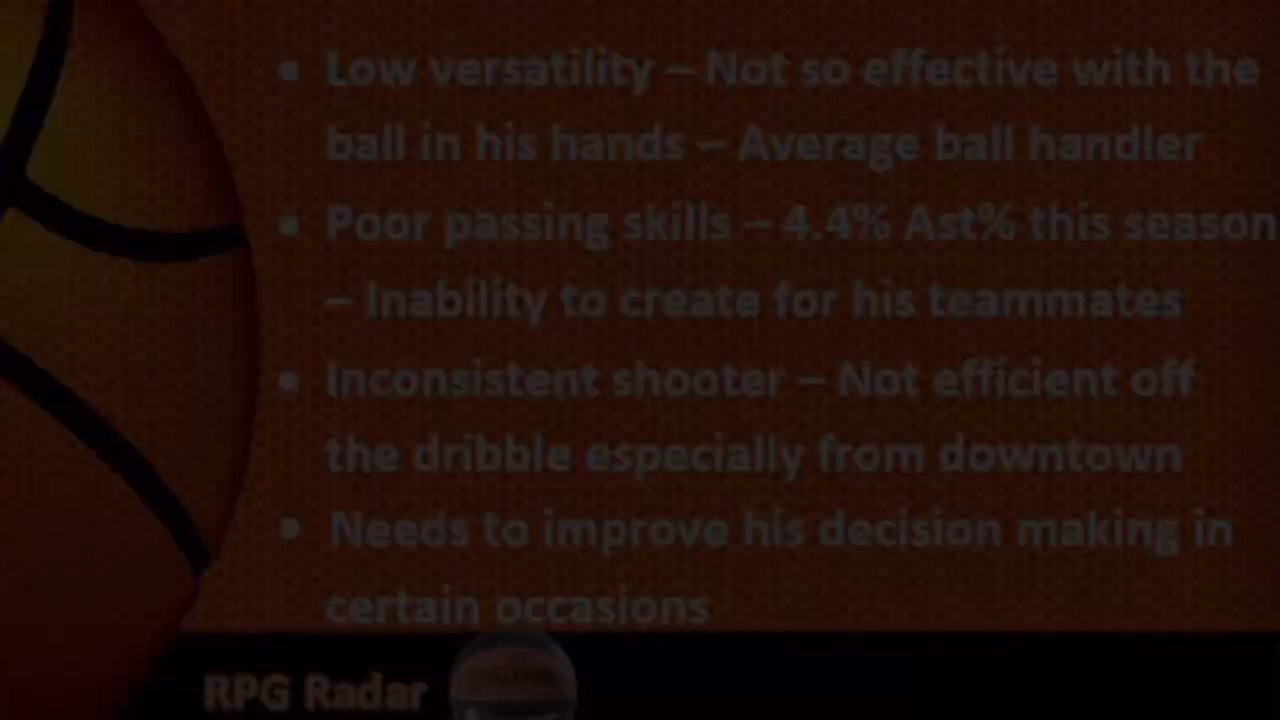 • Low versatility – Not so effective with the
ball in his hands – Average ball handler
• Poor passing skills – 4.4% Ast% this season
– Inability to create for his teammates
• Inconsistent shooter – Not efficient off
the dribble especially from downtown
• Needs to improve his decision making in
certain occasions
RPG Radar